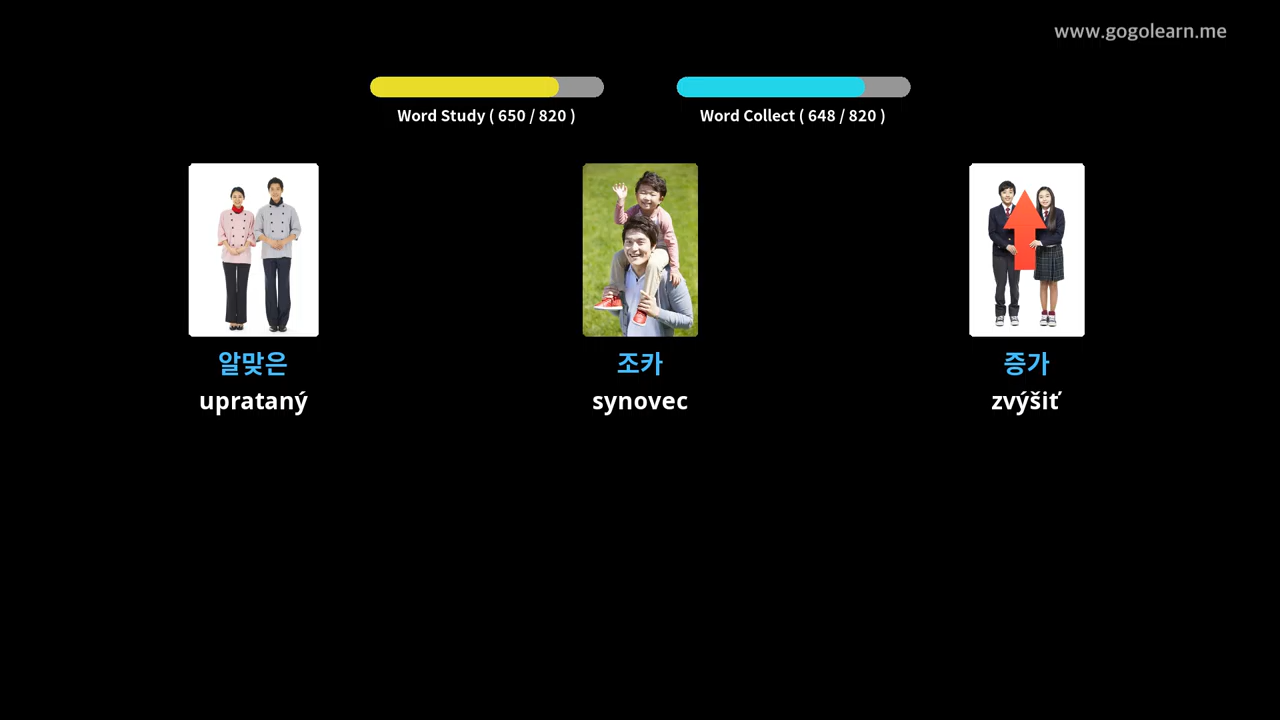 www.gogolearn.me
Word Study ( 650 / 820 )
Word Collect ( 648 / 820 )
알맞은
uprataný
조카
synovec
증가
zvýšiť